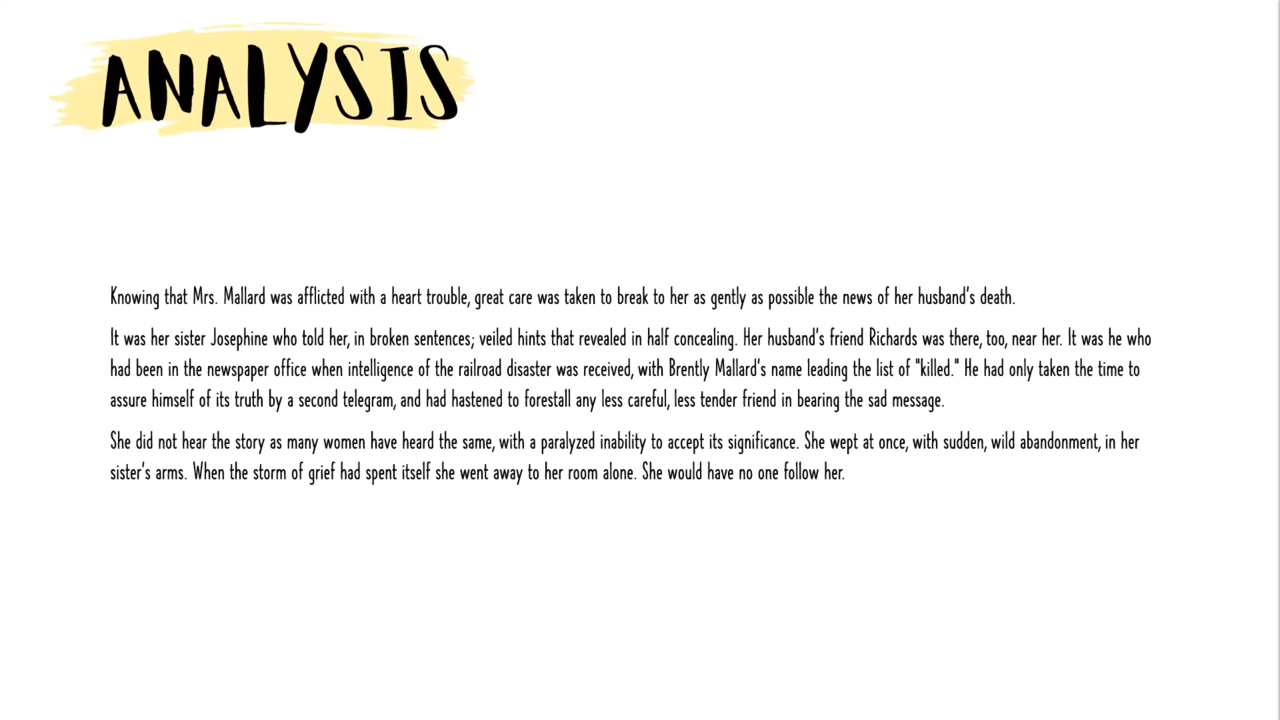 ANALYSIS
Knowing that Mrs. Mallard was afflicted with a heart trouble, great care was taken to break to her as gently as possible the news of her husband's death.
It was her sister Josephine who told her, in broken sentences; veiled hints that revealed in half concealing. Her husband's friend Richards was there, too, near her. It was he who
had been in the newspaper office when intelligence of the railroad disaster was received, with Brently Mallard's name leading the list of "killed." He had only taken the time to
assure himself of its truth by a second telegram, and had hastened to forestall any less careful, less tender friend in bearing the sad message.
She did not hear the story as many women have heard the same, with a paralyzed inability to accept its significance. She wept at once, with sudden, wild abandonment, in her
sister's arms. When the storm of grief had spent itself she went away to her room alone. She would have no one follow her.